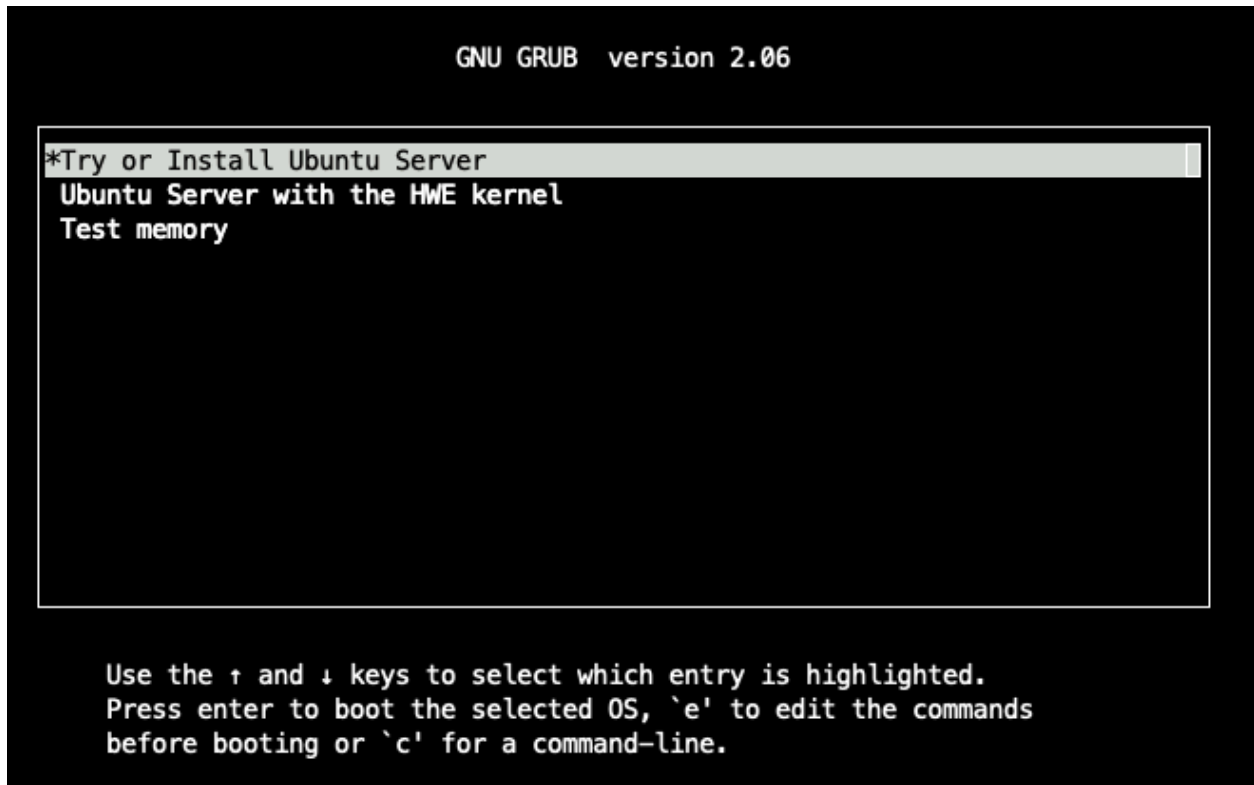 GNU GRUB  version 2.06
*Try or Install Ubuntu Server
Ubuntu Server with the HWE kernel
Test memory
Use the ↑ and ↓ keys to select which entry is highlighted.
Press enter to boot the selected OS, `e' to edit the commands
before booting or `c' for a command-line.